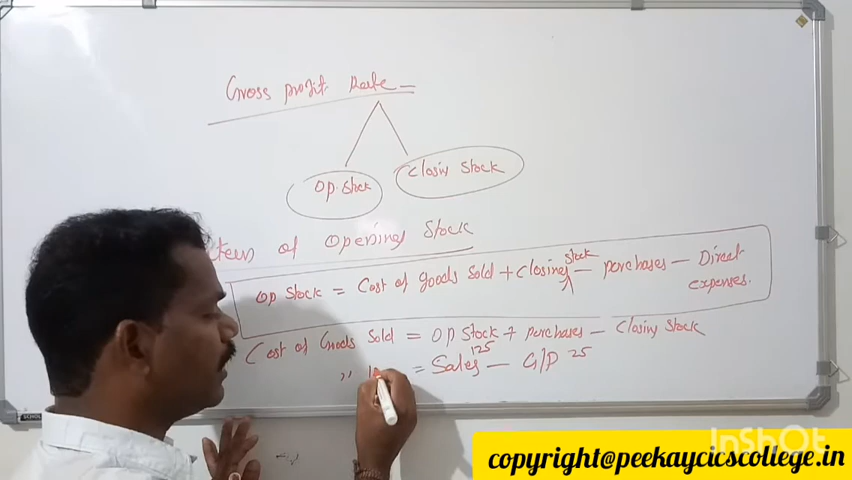 Gross profit Rate -
Op. Stock
Closin Stock
of Opening Stock
Op Stock = Cost of goods sold + Closing stock - purchases - Direct expenses.
Cost of Goods Sold = Op Stock + purchases - Closing Stock
" = Sales 125 - G/P 25
InShOt
copyright@peekaycicscollege.in